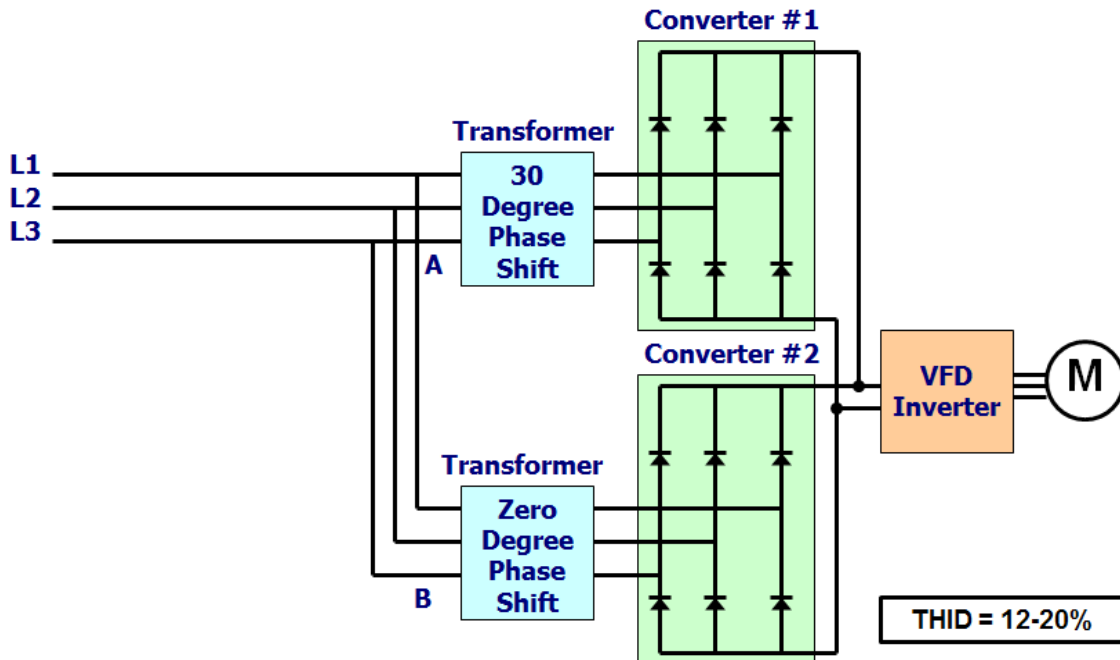 Converter #1
Transformer
L1
L2
L3
30
Degree
Phase
Shift
A
Converter #2
VFD
Inverter
M
Transformer
Zero
Degree
Phase
Shift
B
THID = 12-20%